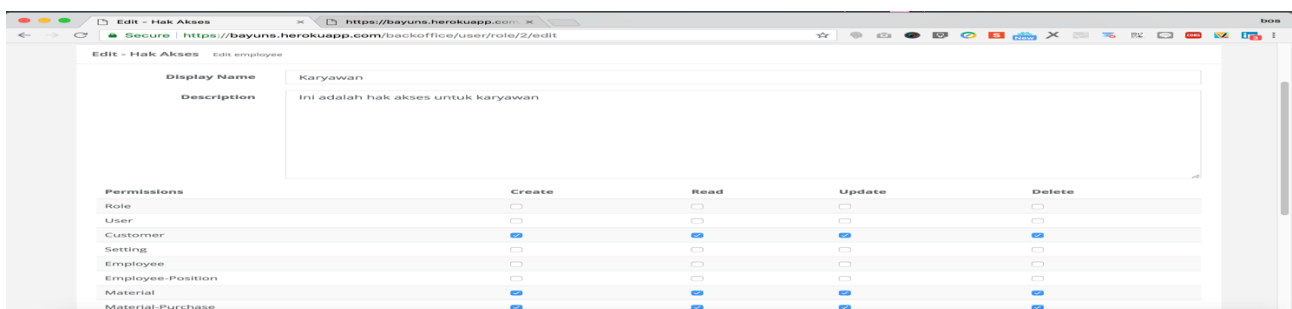 Edit - Hak Akses
https://bayuns.herokuapp.com
bos
Secure https://bayuns.herokuapp.com/backoffice/user/role/2/edit
New
Edit - Hak Akses Edit employee
Display Name Karyawan
Description Ini adalah hak akses untuk karyawan
Permissions Create Read Update Delete
Role
User
Customer
Setting
Employee
Employee-Position
Material
Material-Purchase